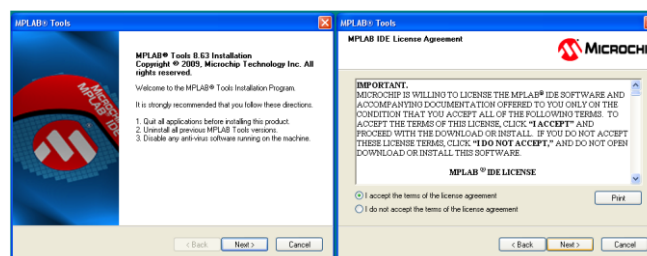 MPLAB® Tools
MPLAB® Tools 8.63 Installation
Copyright © 2009, Microchip Technology Inc. All
rights reserved.
Welcome to the MPLAB® Tools Installation Program.
It is strongly recommended that you follow these directions.
1. Quit all applications before installing this product.
2. Uninstall all previous MPLAB Tools versions.
3. Disable any anti-virus software running on the machine.
MICROCHIP
MPLAB
< Back
Next >
Cancel
MPLAB® Tools
MPLAB IDE License Agreement
MICROCHIP
IMPORTANT.
MICROCHIP IS WILLING TO LICENSE THE MPLAB® IDE SOFTWARE AND
ACCOMPANYING DOCUMENTATION OFFERED TO YOU ONLY ON THE
CONDITION THAT YOU ACCEPT ALL OF THE FOLLOWING TERMS. TO
ACCEPT THE TERMS OF THIS LICENSE, CLICK “I ACCEPT” AND
PROCEED WITH THE DOWNLOAD OR INSTALL. IF YOU DO NOT ACCEPT
THESE LICENSE TERMS, CLICK “I DO NOT ACCEPT,” AND DO NOT OPEN
DOWNLOAD OR INSTALL THIS SOFTWARE.
MPLAB ® IDE LICENSE
I accept the terms of the license agreement
Print
I do not accept the terms of the license agreement
< Back
Next >
Cancel